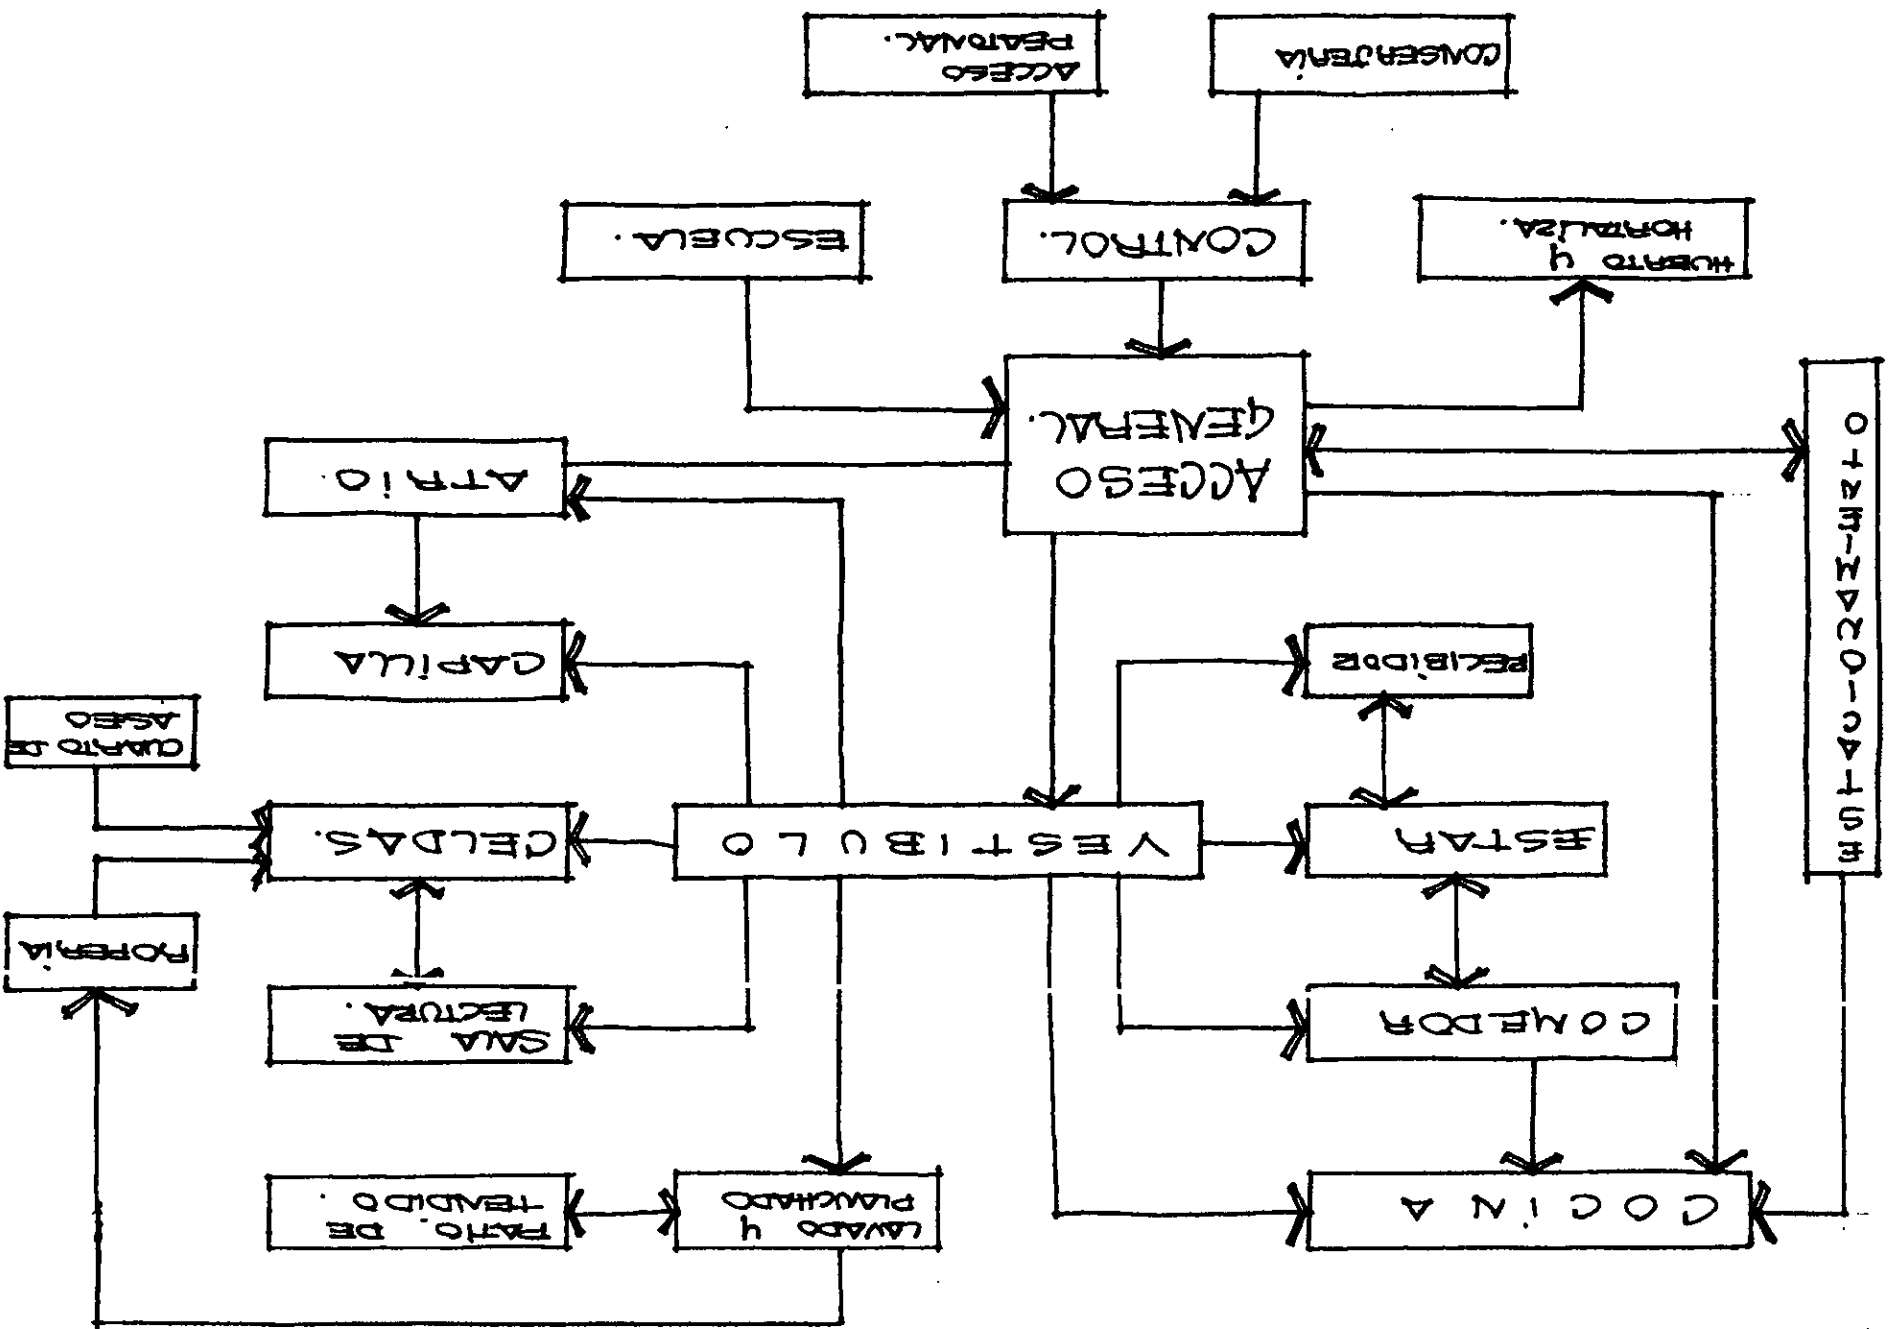 COCINA
LAVADO Y
PLANCHADO
PATIO. DE
TENDIDO.
COMEDOR
SALA DE
LECTURA.
ROPERíA
ESTACIONAMIENTO
ESTAR
VESTIBULO
CELDAS.
CUARTO DE
ASEO
RECIBIDOR
CAPILLA
ACCESO
GENERAL.
ATRIO.
HUERTO Y
HORTALIZA.
CONTROL.
ESCUELA.
CONSERJERíA
ACCESO
PEATONAL.